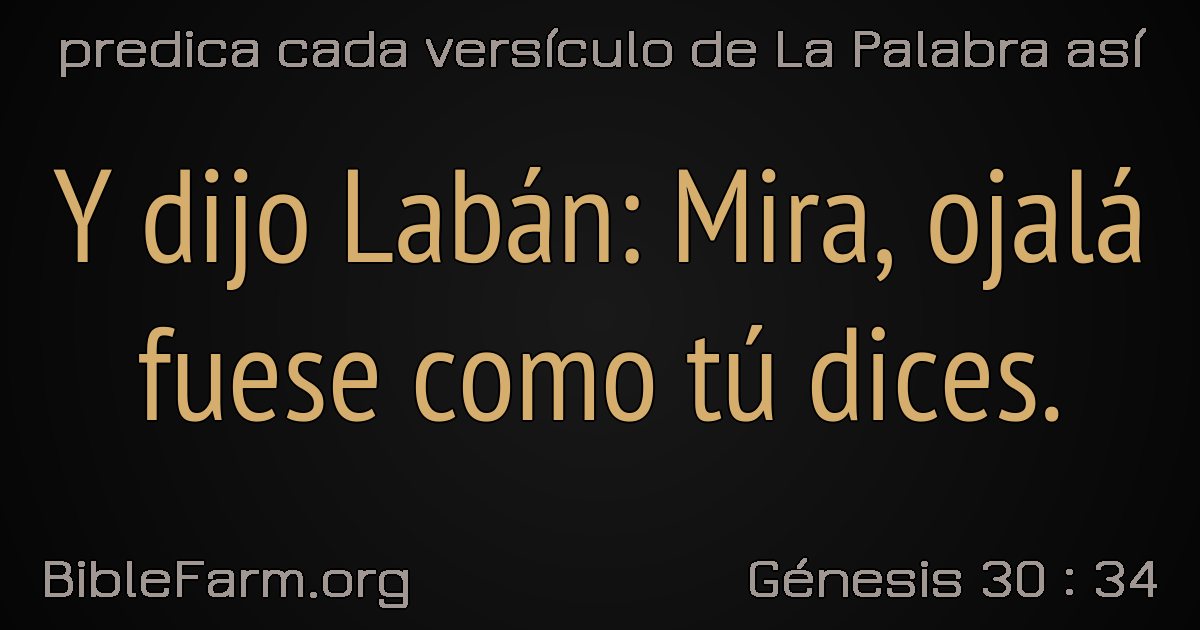 predica cada versículo de La Palabra así
Y dijo Labán: Mira, ojalá
fuese como tú dices.
BibleFarm.org
Génesis 30 : 34